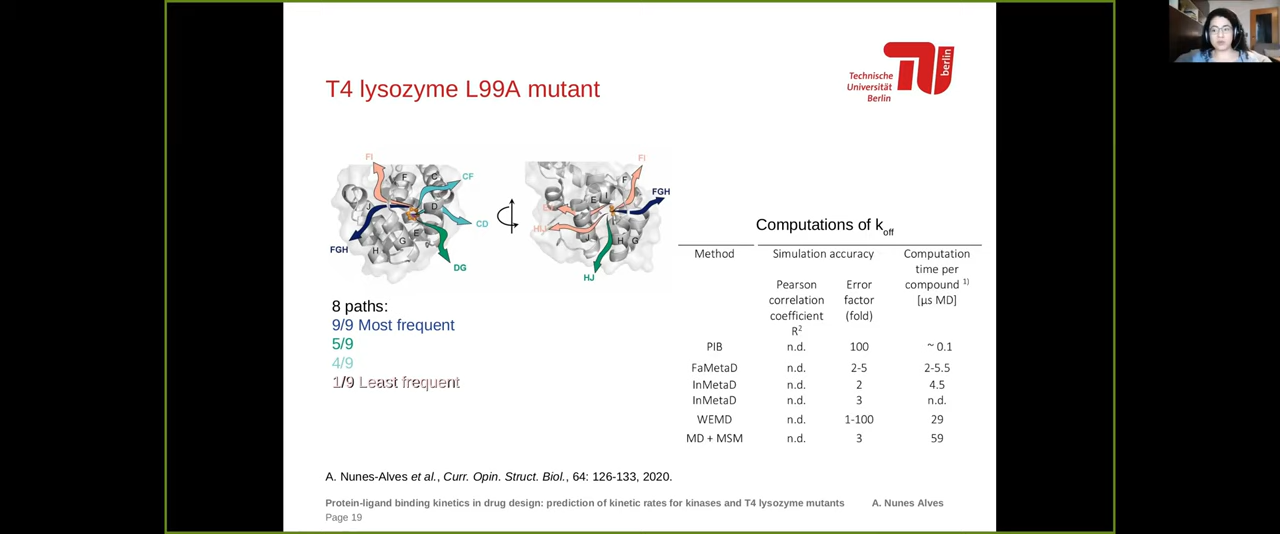 T4 lysozyme L99A mutant
Technische
Universität
Berlin
berlin
FI
F
C
CF
J
D
CD
E
FGH
H
G
DG
FI
F
I
E
FGH
J
H
G
HJ
8 paths:
9/9 Most frequent
5/9
4/9
1/9 Least frequent
Computations of koff
Method Simulation accuracy Computation time per compound 1) [µs MD]
Pearson correlation coefficient R2 Error factor (fold)
PIB n.d. 100 ~ 0.1
FaMetaD n.d. 2-5 2-5.5
InMetaD n.d. 2 4.5
InMetaD n.d. 3 n.d.
WEMD n.d. 1-100 29
MD + MSM n.d. 3 59
A. Nunes-Alves et al., Curr. Opin. Struct. Biol., 64: 126-133, 2020.
Protein-ligand binding kinetics in drug design: prediction of kinetic rates for kinases and T4 lysozyme mutants A. Nunes Alves
Page 19